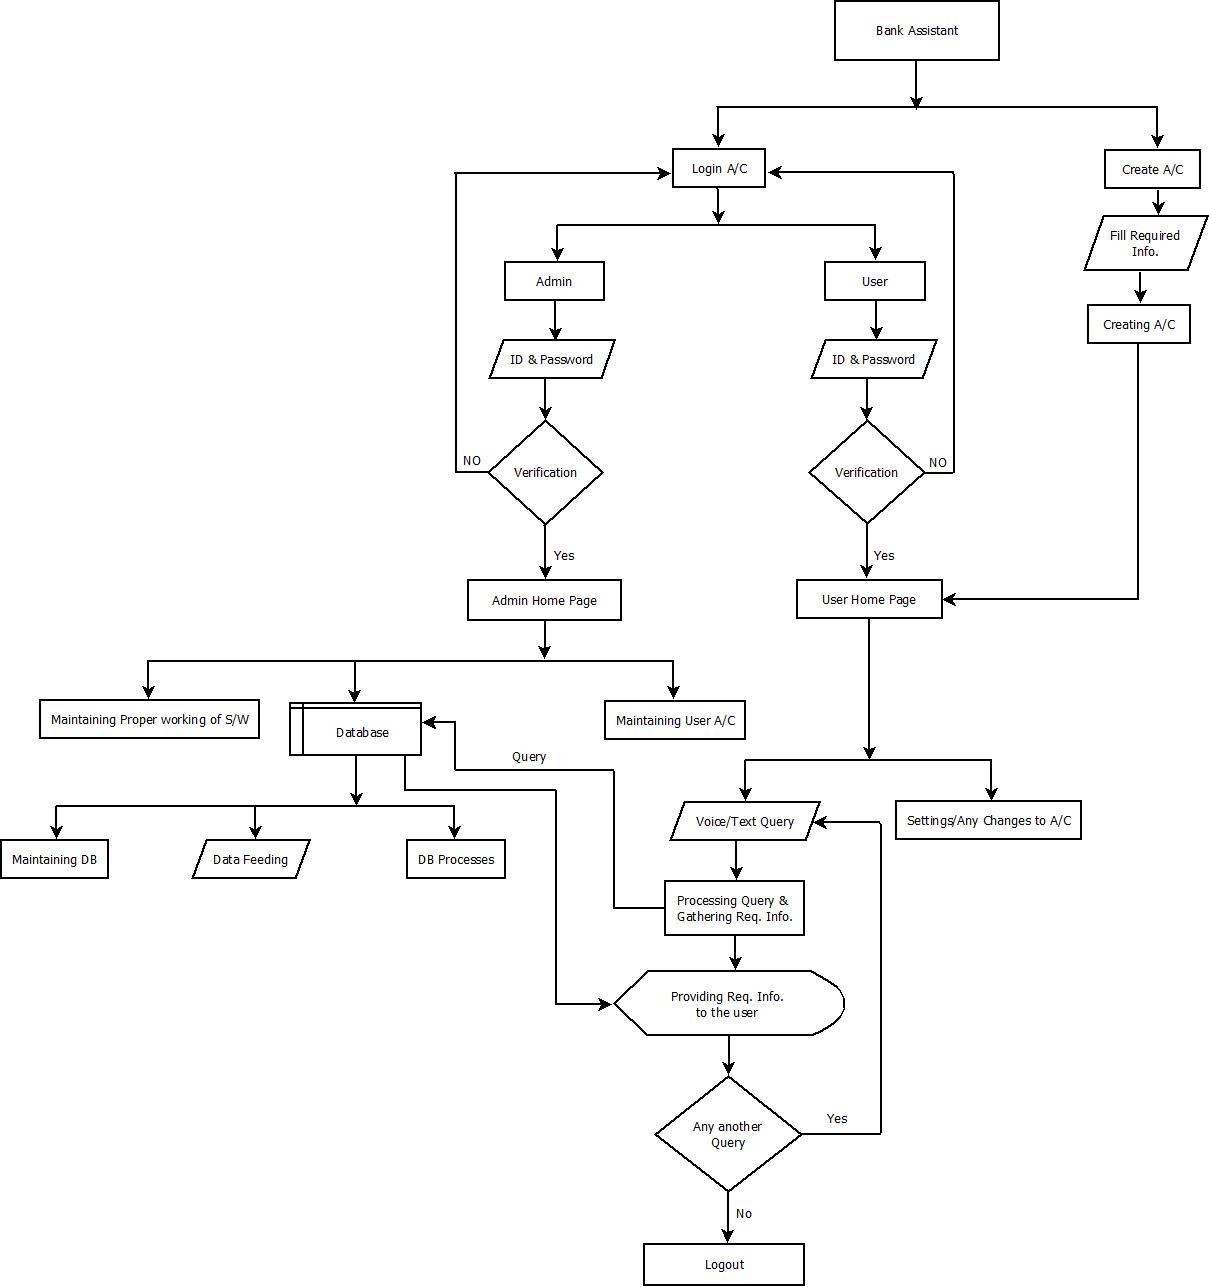 Bank Assistant
Login A/C
Create A/C
Fill Required
Info.
Admin
User
Creating A/C
ID & Password
ID & Password
Verification
NO
Verification
NO
Yes
Yes
Admin Home Page
User Home Page
Maintaining Proper working of S/W
Database
Maintaining User A/C
Query
Voice/Text Query
Settings/Any Changes to A/C
Maintaining DB
Data Feeding
DB Processes
Processing Query &
Gathering Req. Info.
Providing Req. Info.
to the user
Any another
Query
Yes
No
Logout